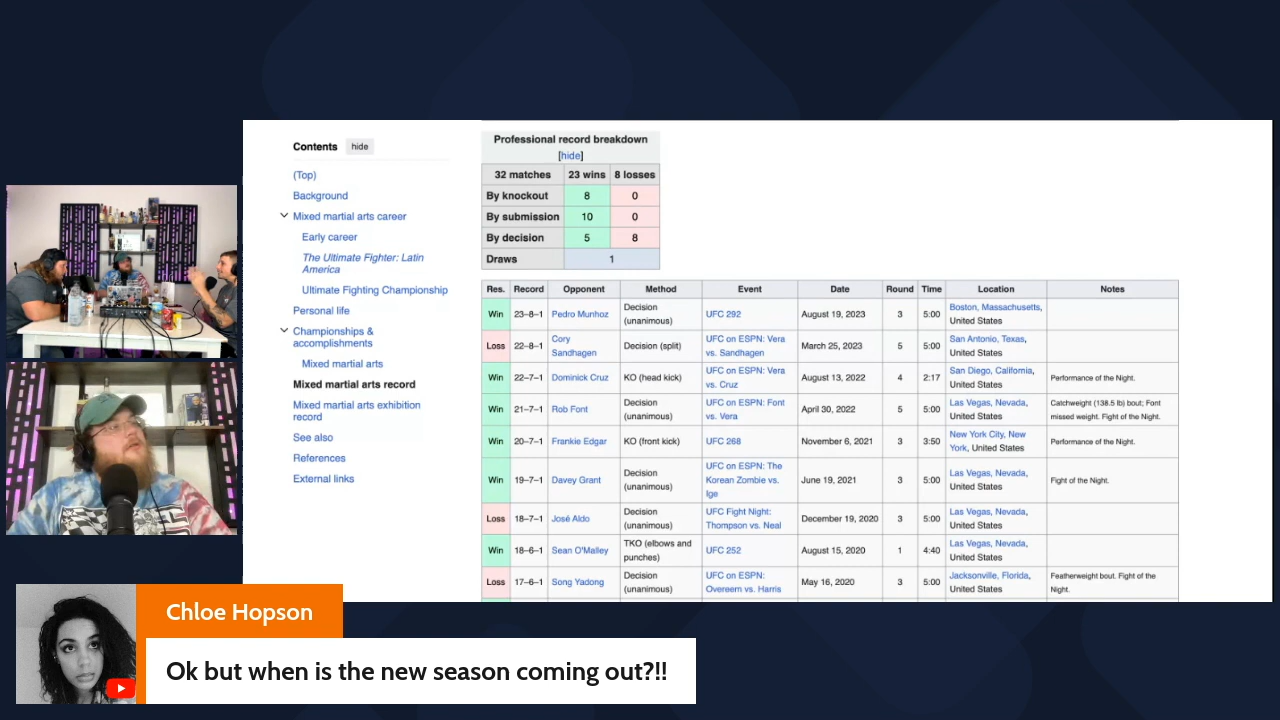 Contents hide
(Top)
Background
Mixed martial arts career
Early career
The Ultimate Fighter: Latin
America
Ultimate Fighting Championship
Personal life
Championships &
accomplishments
Mixed martial arts
Mixed martial arts record
Mixed martial arts exhibition
record
See also
References
External links
Professional record breakdown
[hide]
32 matches 23 wins 8 losses
By knockout 8 0
By submission 10 0
By decision 5 8
Draws 1
Res. Record Opponent Method Event Date Round Time Location Notes
Win 23–8–1 Pedro Munhoz Decision (unanimous) UFC 292 August 19, 2023 3 5:00 Boston, Massachusetts, United States
Loss 22–8–1 Cory Sandhagen Decision (split) UFC on ESPN: Vera vs. Sandhagen March 25, 2023 5 5:00 San Antonio, Texas, United States
Win 22–7–1 Dominick Cruz KO (head kick) UFC on ESPN: Vera vs. Cruz August 13, 2022 4 2:17 San Diego, California, United States Performance of the Night.
Win 21–7–1 Rob Font Decision (unanimous) UFC on ESPN: Font vs. Vera April 30, 2022 5 5:00 Las Vegas, Nevada, United States Catchweight (138.5 lb) bout; Font missed weight. Fight of the Night.
Win 20–7–1 Frankie Edgar KO (front kick) UFC 268 November 6, 2021 3 3:50 New York City, New York, United States Performance of the Night.
Win 19–7–1 Davey Grant Decision (unanimous) UFC on ESPN: The Korean Zombie vs. Ige June 19, 2021 3 5:00 Las Vegas, Nevada, United States Fight of the Night.
Loss 18–7–1 José Aldo Decision (unanimous) UFC Fight Night: Thompson vs. Neal December 19, 2020 3 5:00 Las Vegas, Nevada, United States
Win 18–6–1 Sean O'Malley TKO (elbows and punches) UFC 252 August 15, 2020 1 4:40 Las Vegas, Nevada, United States
Loss 17–6–1 Song Yadong Decision (unanimous) UFC on ESPN: Overeem vs. Harris May 16, 2020 3 5:00 Jacksonville, Florida, United States Featherweight bout. Fight of the Night.
Chloe Hopson
Ok but when is the new season coming out?!!